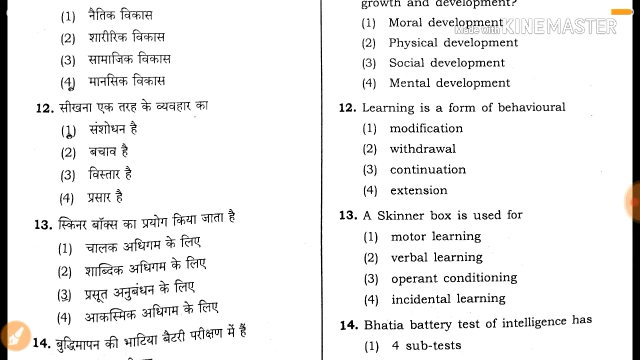 (1) नैतिक विकास
(2) शारीरिक विकास
(3) सामाजिक विकास
(4) मानसिक विकास
12. सीखना एक तरह के व्यवहार का
(1) संशोधन है
(2) बचाव है
(3) विस्तार है
(4) प्रसार है
13. स्किनर बॉक्स का प्रयोग किया जाता है
(1) चालक अधिगम के लिए
(2) शाब्दिक अधिगम के लिए
(3) प्रसूत अनुबंधन के लिए
(4) आकस्मिक अधिगम के लिए
14. बुद्धिमापन की भाटिया बैटरी परीक्षण में हैं
growth and development?
(1) Moral development
(2) Physical development
(3) Social development
(4) Mental development
12. Learning is a form of behavioural
(1) modification
(2) withdrawal
(3) continuation
(4) extension
13. A Skinner box is used for
(1) motor learning
(2) verbal learning
(3) operant conditioning
(4) incidental learning
14. Bhatia battery test of intelligence has
(1) 4 sub-tests
Made with KINEMASTER